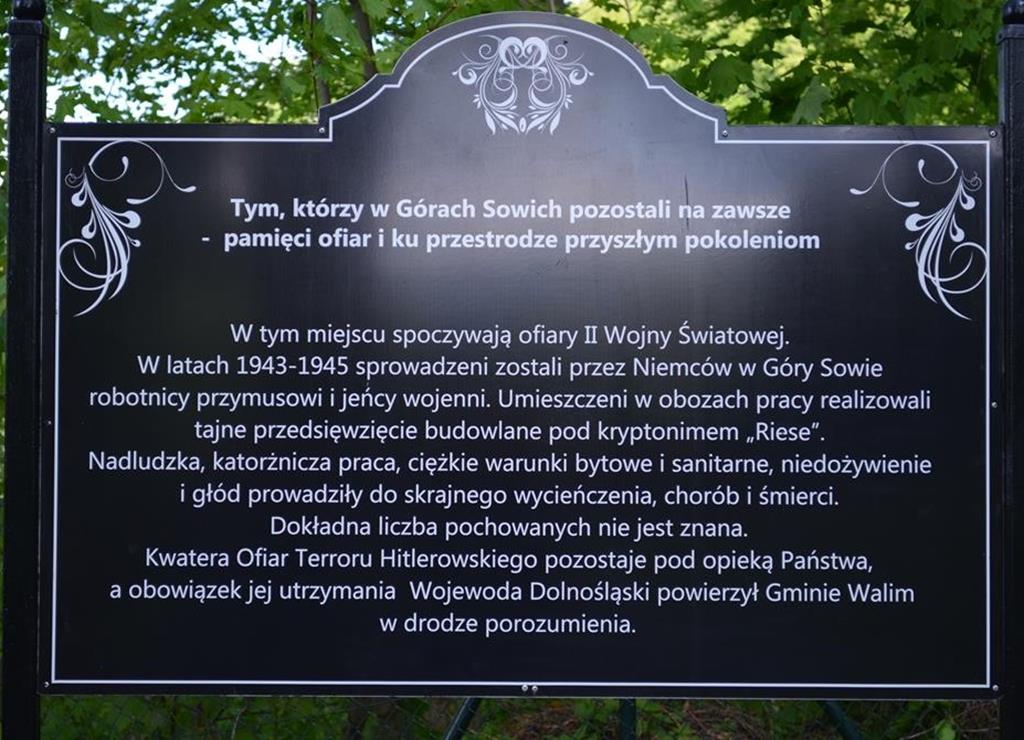 Tym, którzy w Górach Sowich pozostali na zawsze
- pamięci ofiar i ku przestrodze przyszłym pokoleniom
W tym miejscu spoczywają ofiary II Wojny Światowej.
W latach 1943-1945 sprowadzeni zostali przez Niemców w Góry Sowie
robotnicy przymusowi i jeńcy wojenni. Umieszczeni w obozach pracy realizowali
tajne przedsięwzięcie budowlane pod kryptonimem „Riese”.
Nadludzka, katorżnicza praca, ciężkie warunki bytowe i sanitarne, niedożywienie
i głód prowadziły do skrajnego wycieńczenia, chorób i śmierci.
Dokładna liczba pochowanych nie jest znana.
Kwatera Ofiar Terroru Hitlerowskiego pozostaje pod opieką Państwa,
a obowiązek jej utrzymania Wojewoda Dolnośląski powierzył Gminie Walim
w drodze porozumienia.